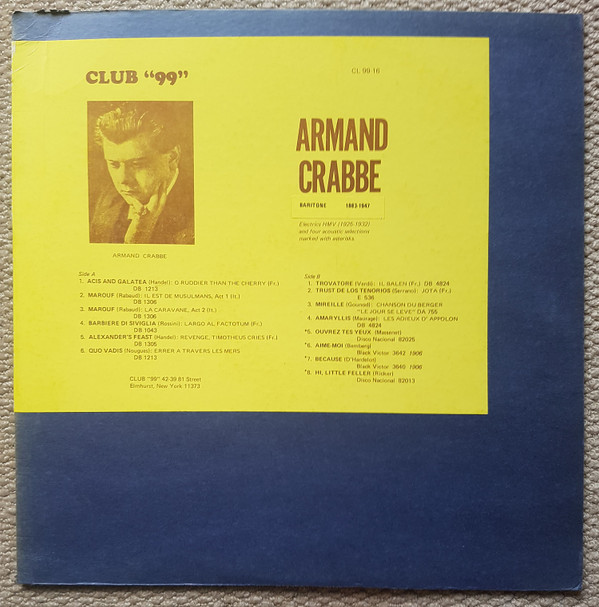 CLUB "99"
CL 99-16
ARMAND
CRABBE
BARITONE 1883-1947
Electrics HMV (1925-1932)
and four acoustic selections
marked with asterisks.
ARMAND CRABBE
Side A
1. ACIS AND GALATEA (Handel): O RUDDIER THAN THE CHERRY (Fr.)
DB 1213
2. MAROUF (Rabaud): IL EST DE MUSULMANS, Act 1 (IL)
DB 1306
3. MAROUF (Rabaud): LA CARAVANE, Act 2 (IL)
DB 1306
4. BARBIERE DI SIVIGLIA (Rossini): LARGO AL FACTOTUM (Fr.)
DB 1043
5. ALEXANDER'S FEAST (Handel): REVENGE, TIMOTHEUS CRIES (Fr.)
DB 1305
6. QUO VADIS (Nougues): ERRER A TRAVERS LES MERS
DB 1213
CLUB "99" 42-39 81 Street
Elmhurst, New York 11373
Side B
1. TROVATORE (Verdi): IL BALEN (Fr.) DB 4824
2. TRUST DE LOS TENORIOS (Serrano): JOTA (Fr.)
E 536
3. MIREILLE (Gounod): CHANSON DU BERGER
"LE JOUR SE LEVE" DA 755
4. AMARYLLIS (Mariage): LES ADIEUX D'APPOLON
DB 4824
*5. OUVREZ TES YEUX (Massenet)
Disco Nacional 82025
*6. AIME-MOI (Bemberg)
Black Victor 3642 1906
*7. BECAUSE (D'Hardelot)
Black Victor 3646 1906
*8. HI, LITTLE FELLER (Ricker)
Disco Nacional 82013